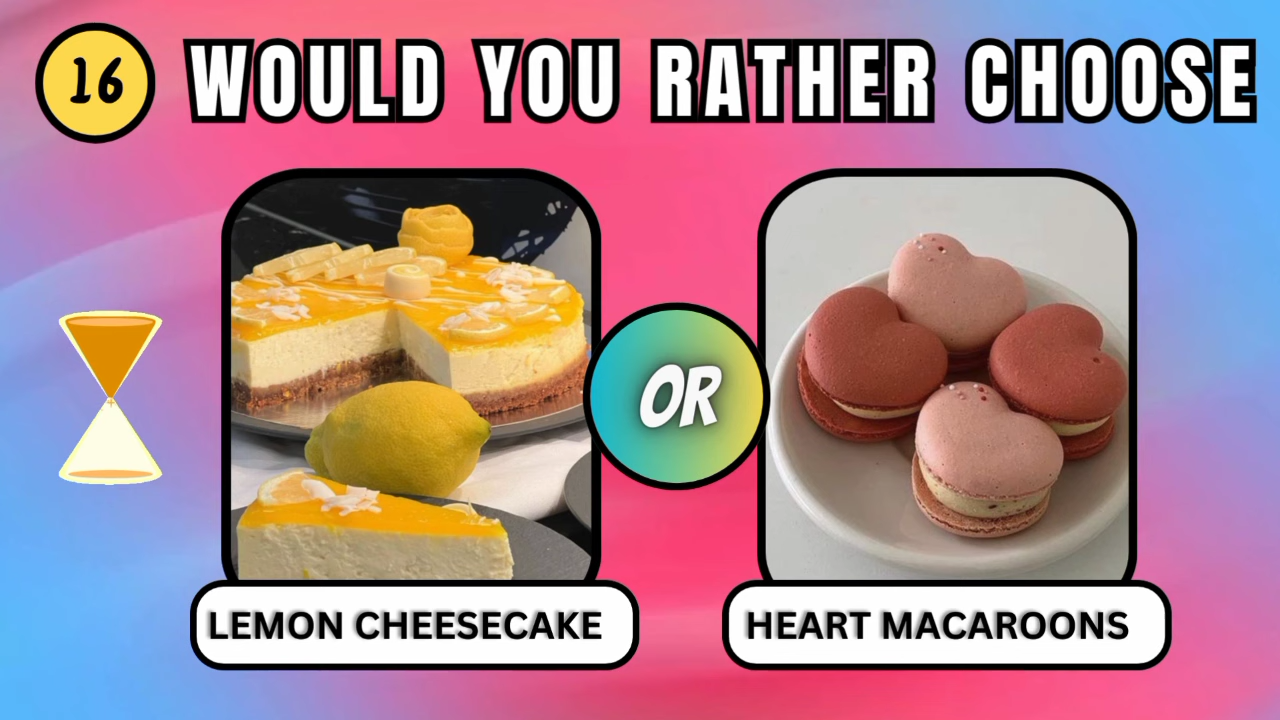 16
WOULD YOU RATHER CHOOSE
OR
LEMON CHEESECAKE
HEART MACAROONS